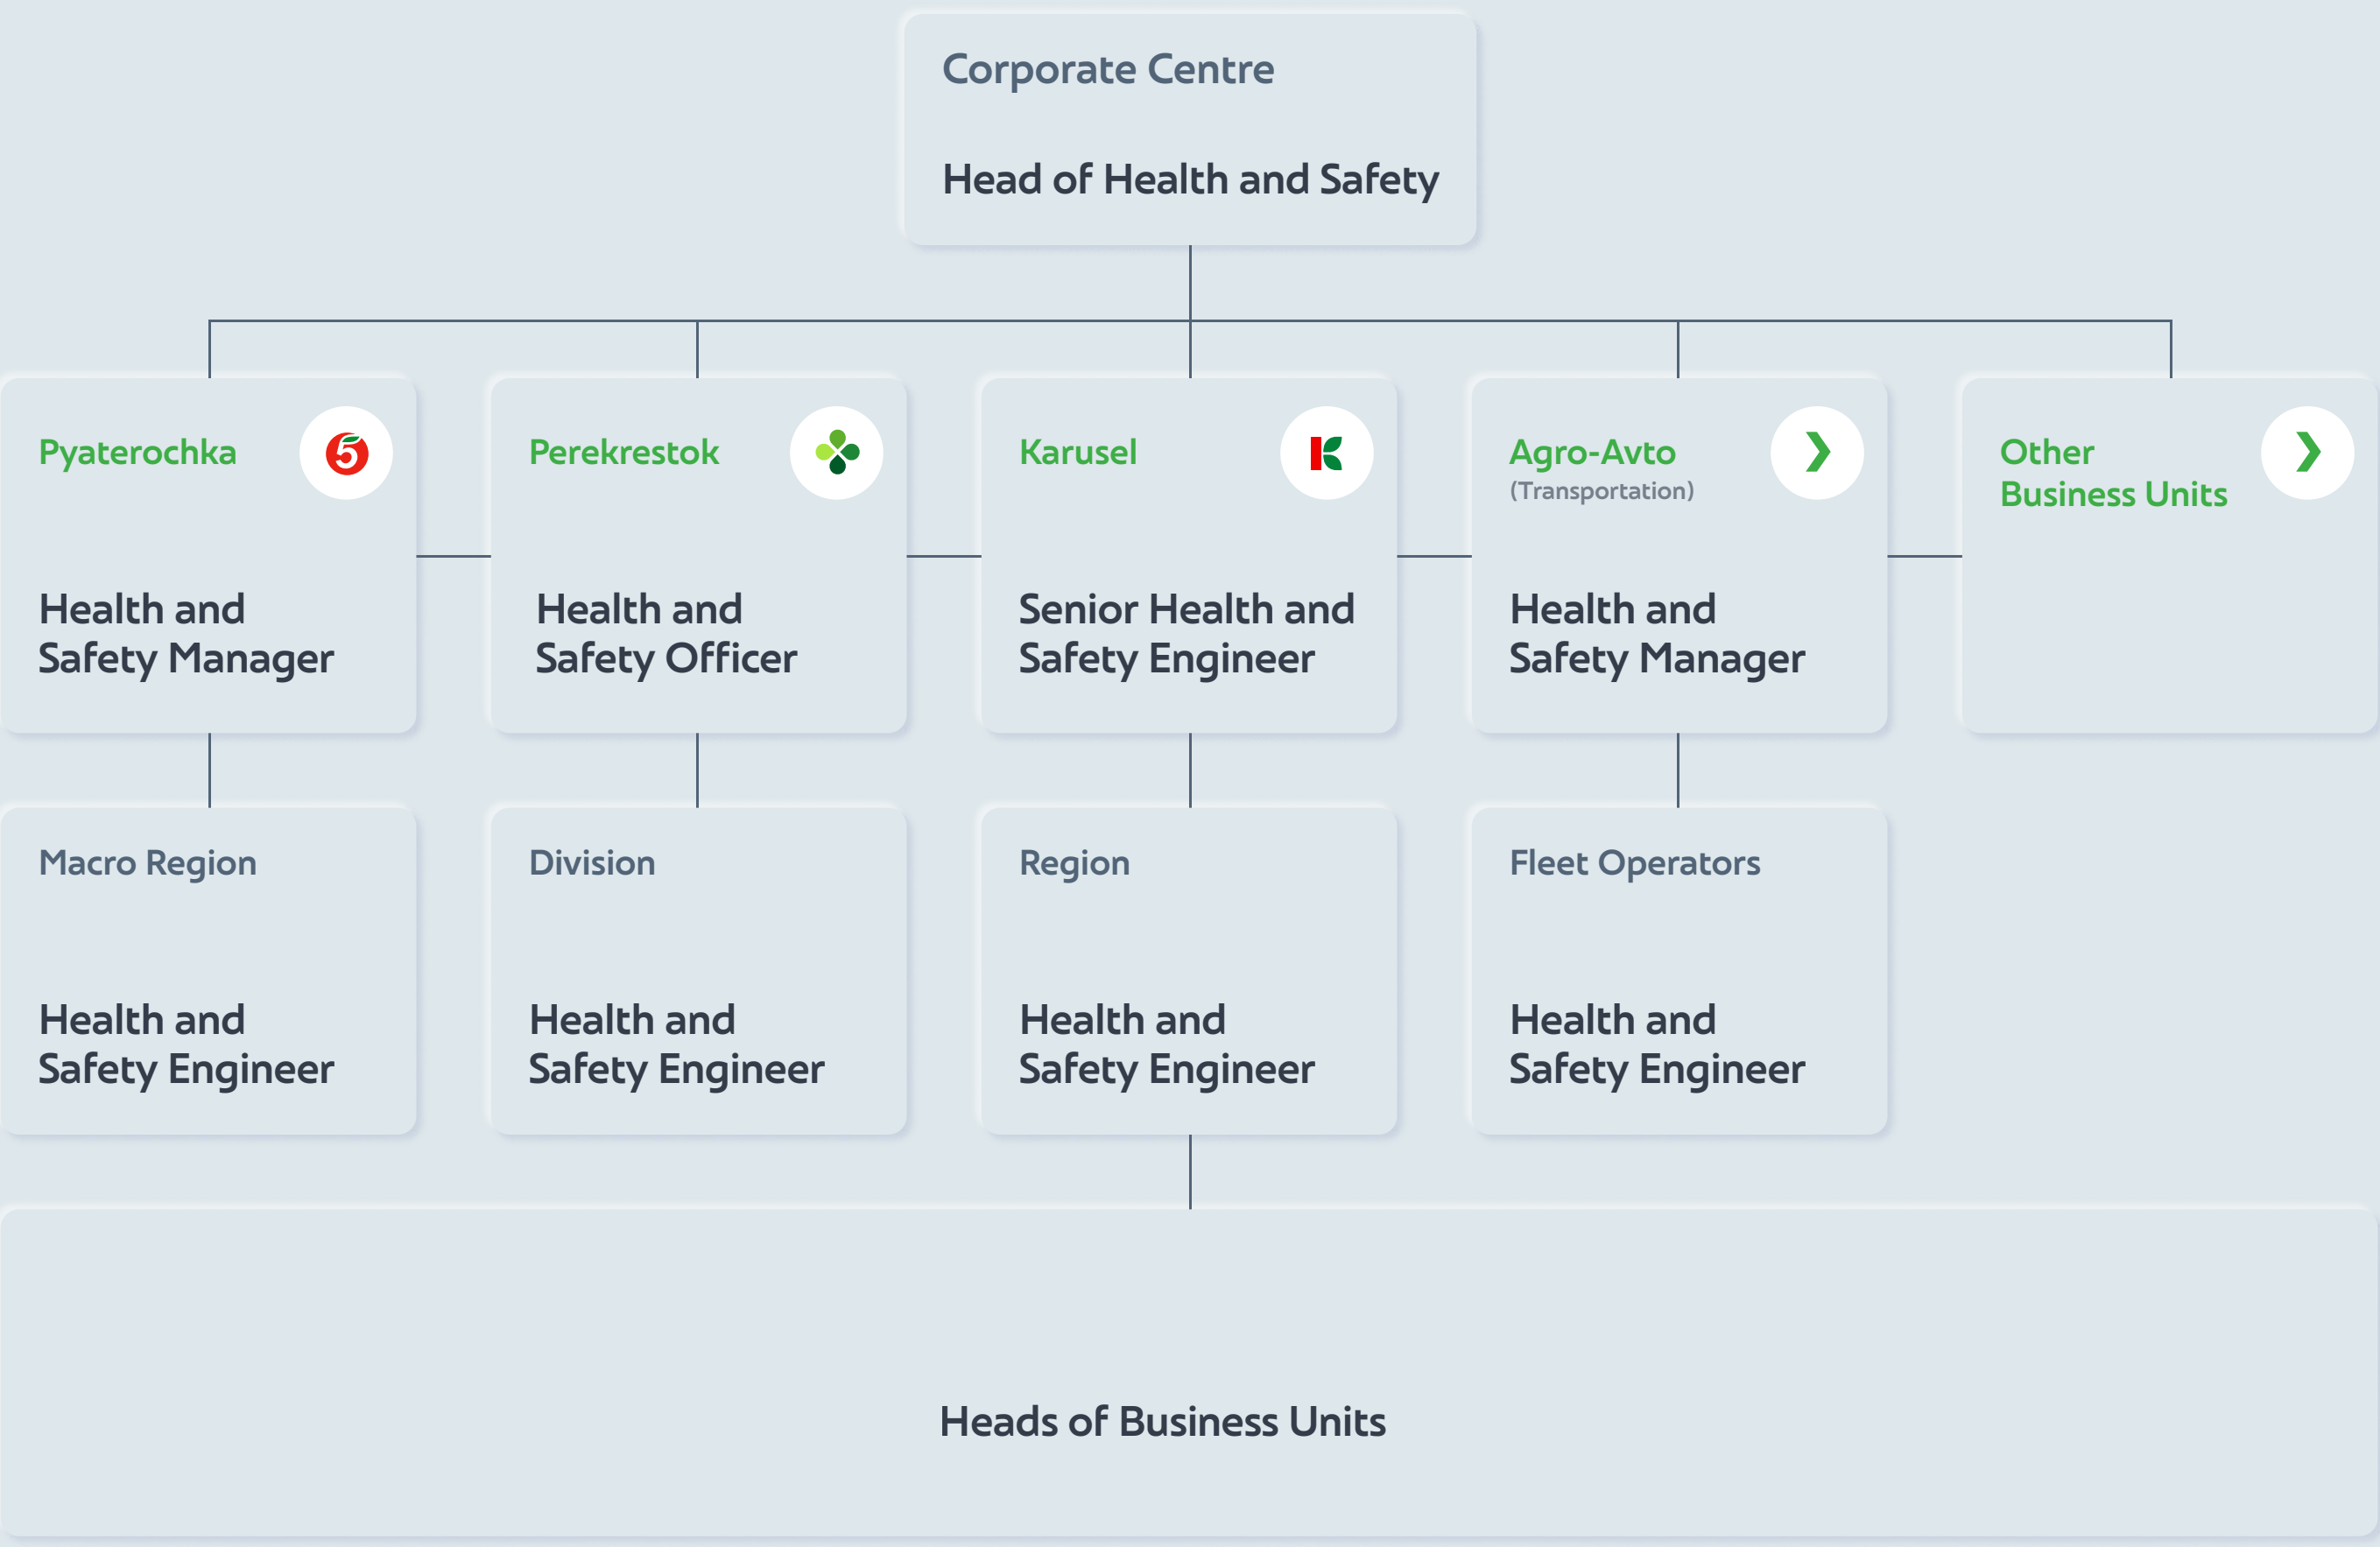 Corporate Centre
Head of Health and Safety
Pyaterochka
5
Health and
Safety Manager
Perekrestok
Health and
Safety Officer
Karusel
Senior Health and
Safety Engineer
Agro-Avto
(Transportation)
Health and
Safety Manager
Other
Business Units
Macro Region
Health and
Safety Engineer
Division
Health and
Safety Engineer
Region
Health and
Safety Engineer
Fleet Operators
Health and
Safety Engineer
Heads of Business Units